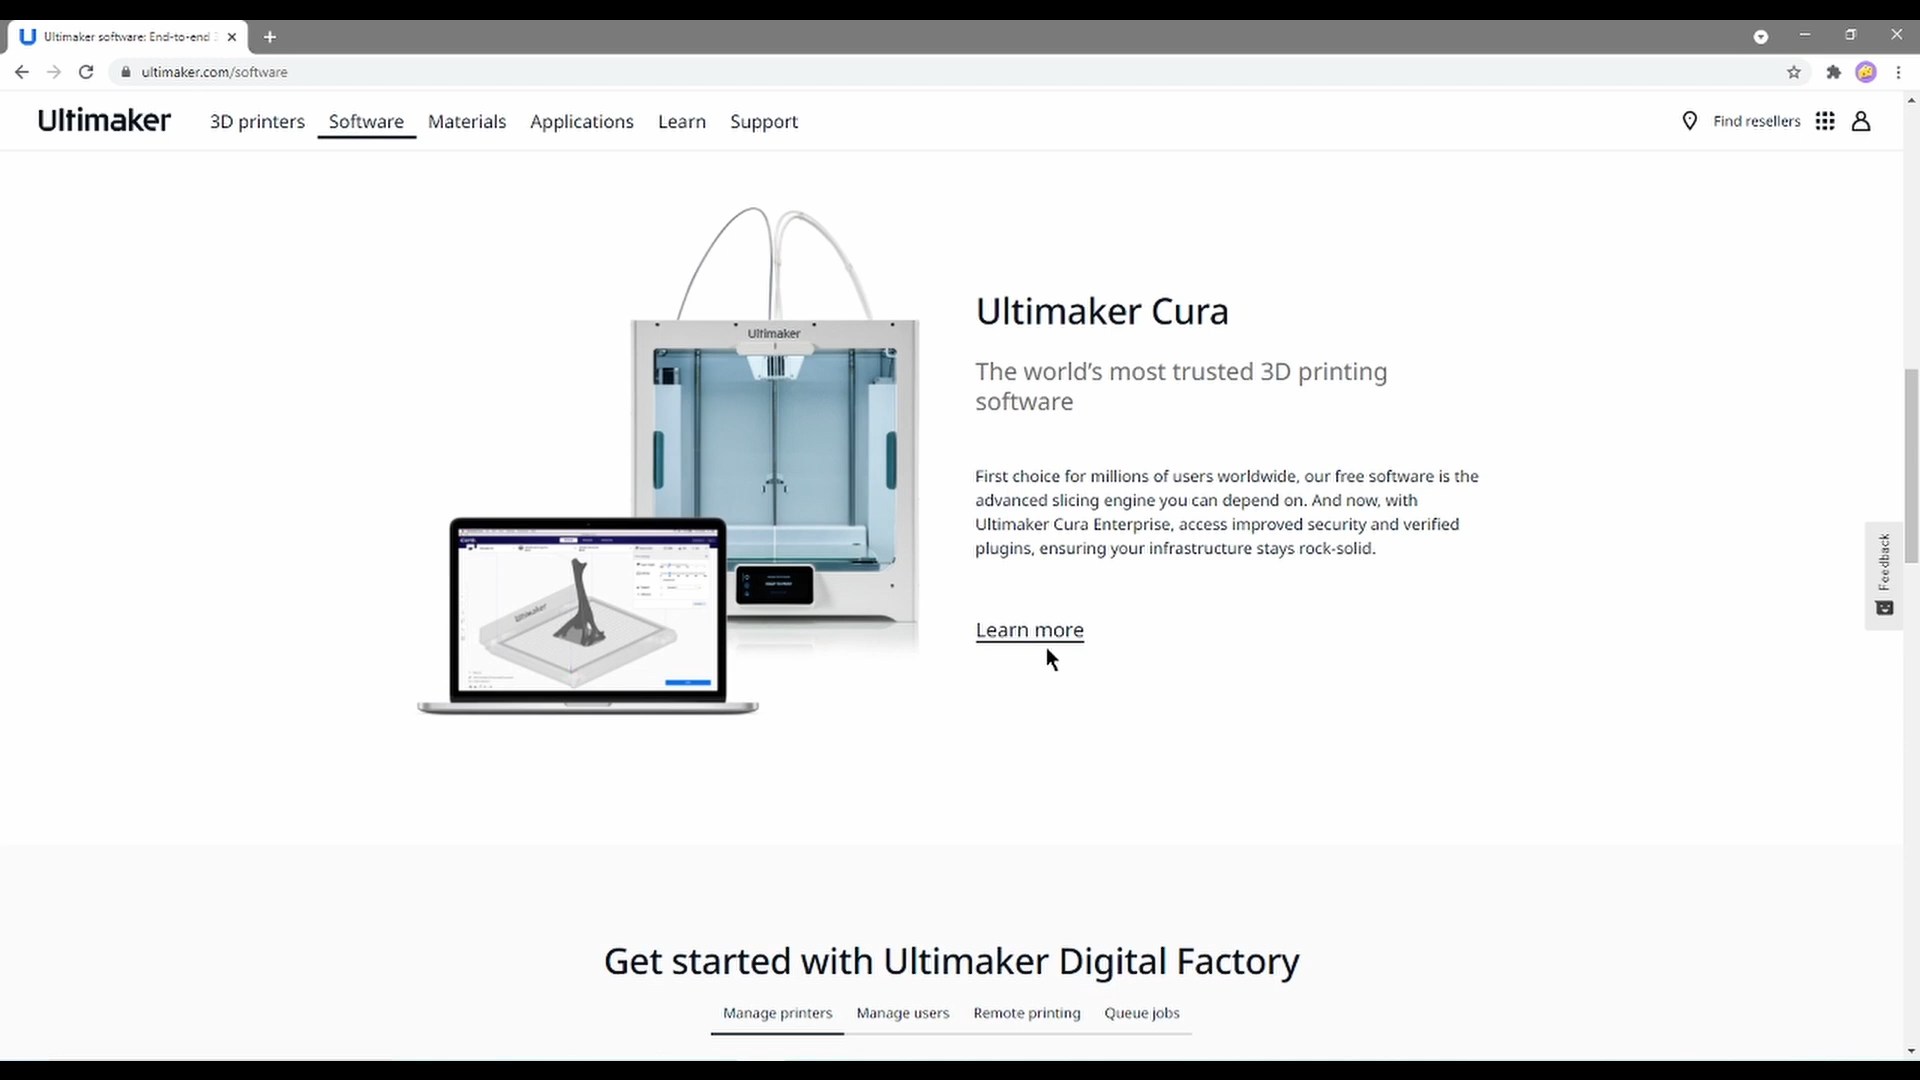 Ultimaker software: End-to-end
ultimaker.com/software
Ultimaker
3D printers
Software
Materials
Applications
Learn
Support
Find resellers
Ultimaker
Ultimaker Cura
The world's most trusted 3D printing
software
First choice for millions of users worldwide, our free software is the
advanced slicing engine you can depend on. And now, with
Ultimaker Cura Enterprise, access improved security and verified
plugins, ensuring your infrastructure stays rock-solid.
Learn more
Ultimaker
Feedback
Get started with Ultimaker Digital Factory
Manage printers
Manage users
Remote printing
Queue jobs